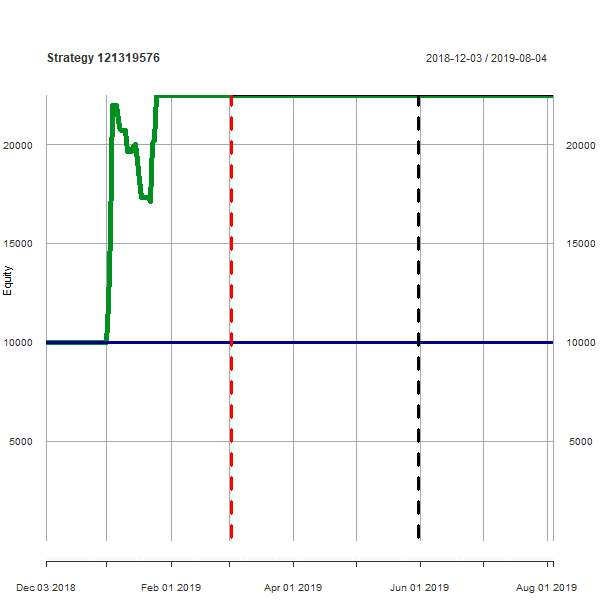 Strategy 121319576
2018-12-03 / 2019-08-04
20000
20000
15000
15000
Equity
10000
10000
5000
5000
Dec 03 2018
Feb 01 2019
Apr 01 2019
Jun 01 2019
Aug 01 2019